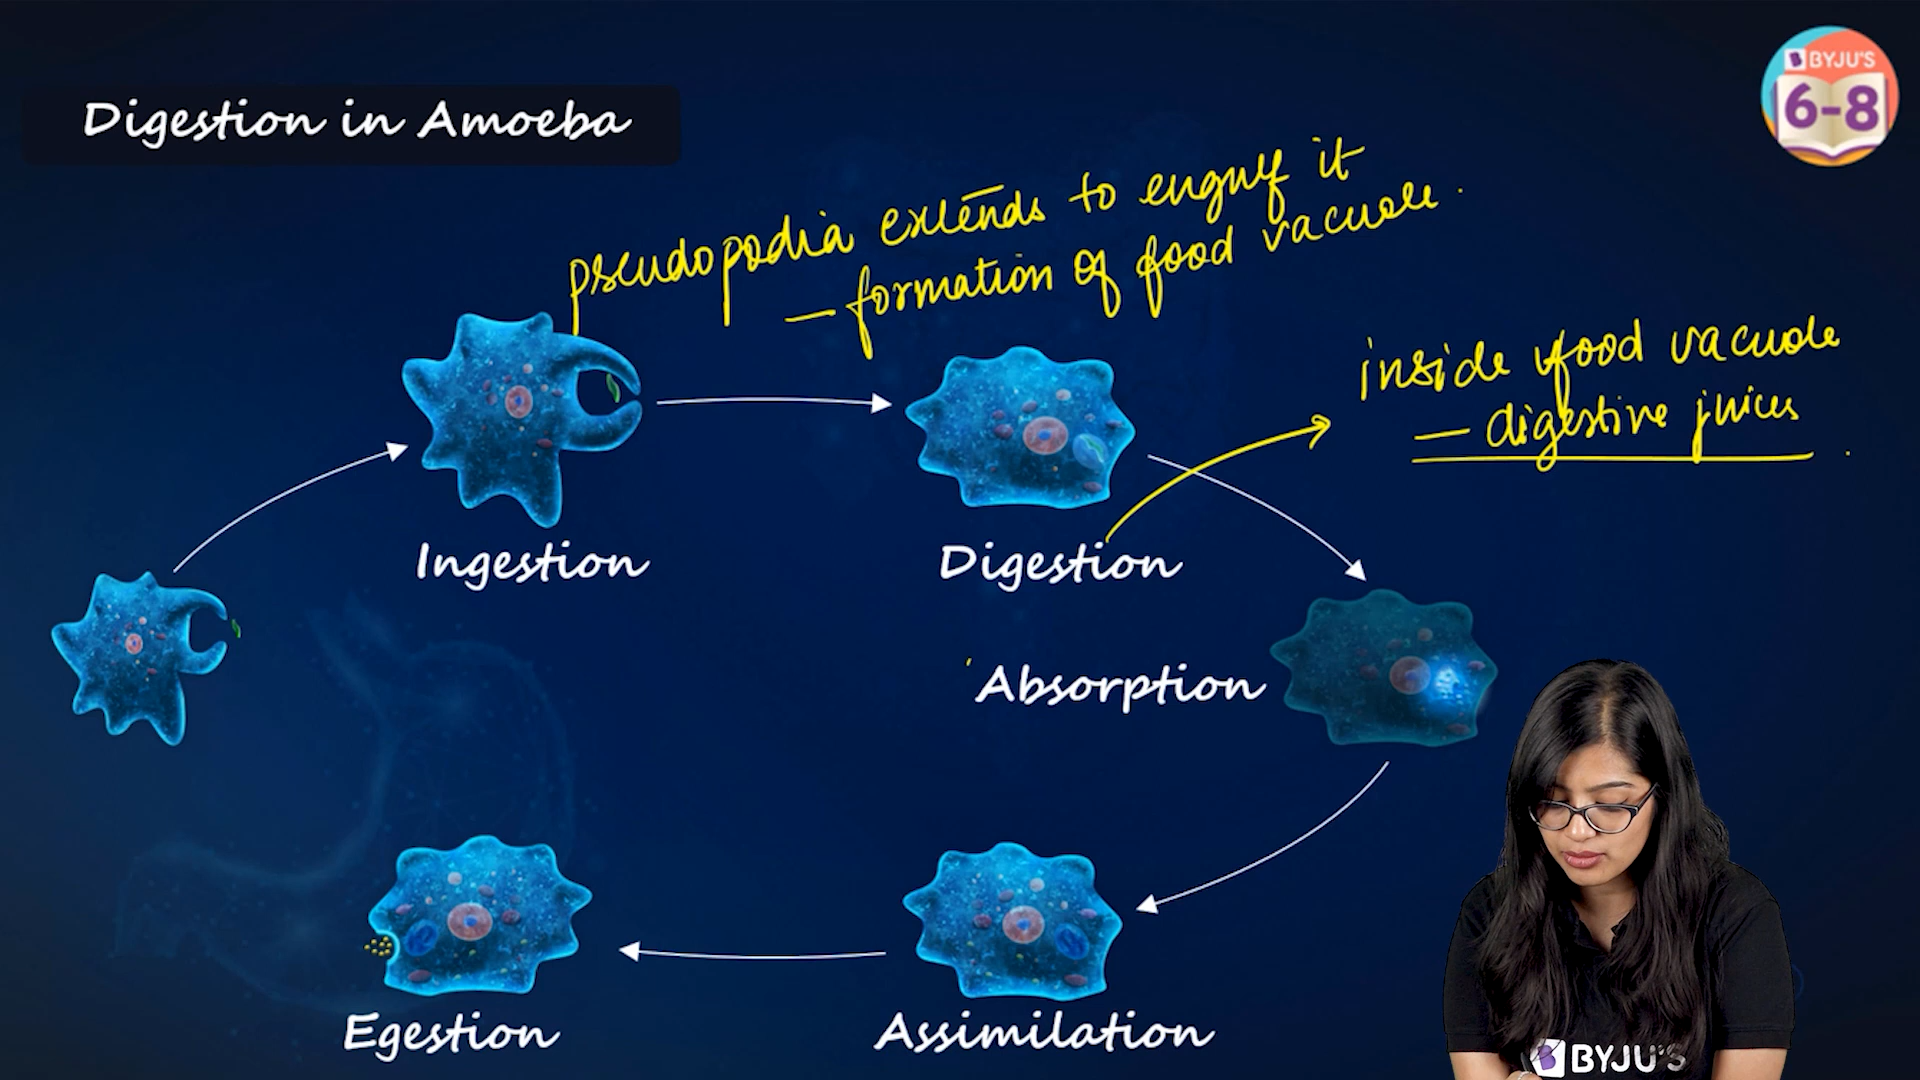 BYJU'S
6-8
Digestion in Amoeba
pseudopodia extends to engulf it
— formation of food vacuole.
inside food vacuole
— digestive juices
Ingestion
Digestion
Absorption
Egestion
Assimilation
BYJU'S